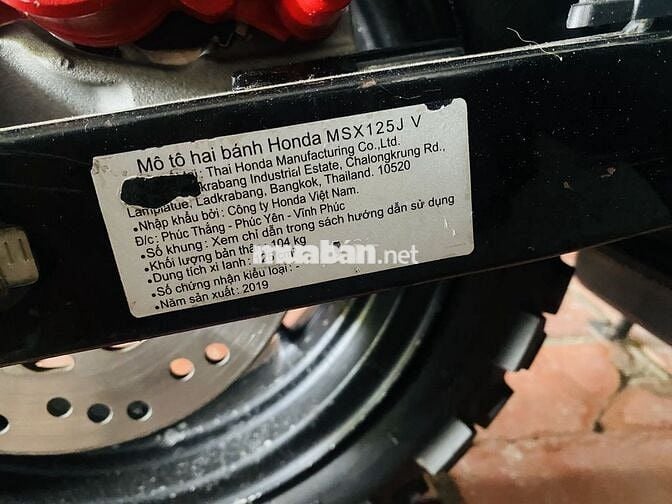 Mô tô hai bánh Honda MSX125J V
Thai Honda Manufacturing Co.,Ltd.
Industrial Estate, Chalongkrung Rd.,
Lamplatue: Ladkrabang, Bangkok, Thailand. 10520
•Nhập khẩu bởi: Công ty Honda Việt Nam.
Đ/c: Phúc Thắng - Phúc Yên - Vĩnh Phúc
•Số khung: Xem chỉ dẫn trong sách hướng dẫn sử dụng
•Khối lượng bản thân: 104 kg
•Dung tích xi lanh:
•Số chứng nhận kiểu loại:
•Năm sản xuất: 2019
muaban.net